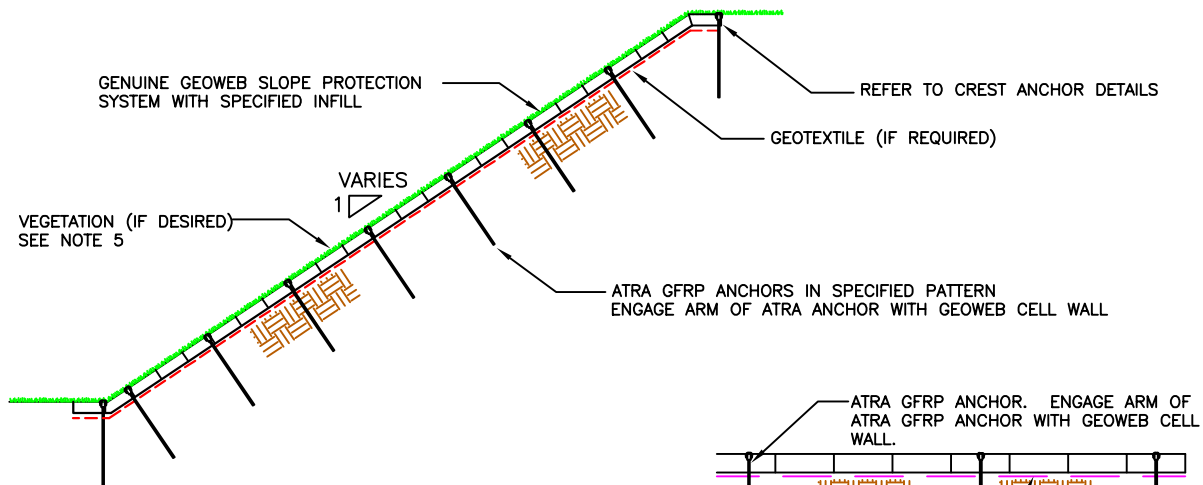 GENUINE GEOWEB SLOPE PROTECTION
SYSTEM WITH SPECIFIED INFILL
REFER TO CREST ANCHOR DETAILS
GEOTEXTILE (IF REQUIRED)
VARIES
1
VEGETATION (IF DESIRED)
SEE NOTE 5
ATRA GFRP ANCHORS IN SPECIFIED PATTERN
ENGAGE ARM OF ATRA ANCHOR WITH GEOWEB CELL WALL
ATRA GFRP ANCHOR. ENGAGE ARM OF
ATRA GFRP ANCHOR WITH GEOWEB CELL
WALL.